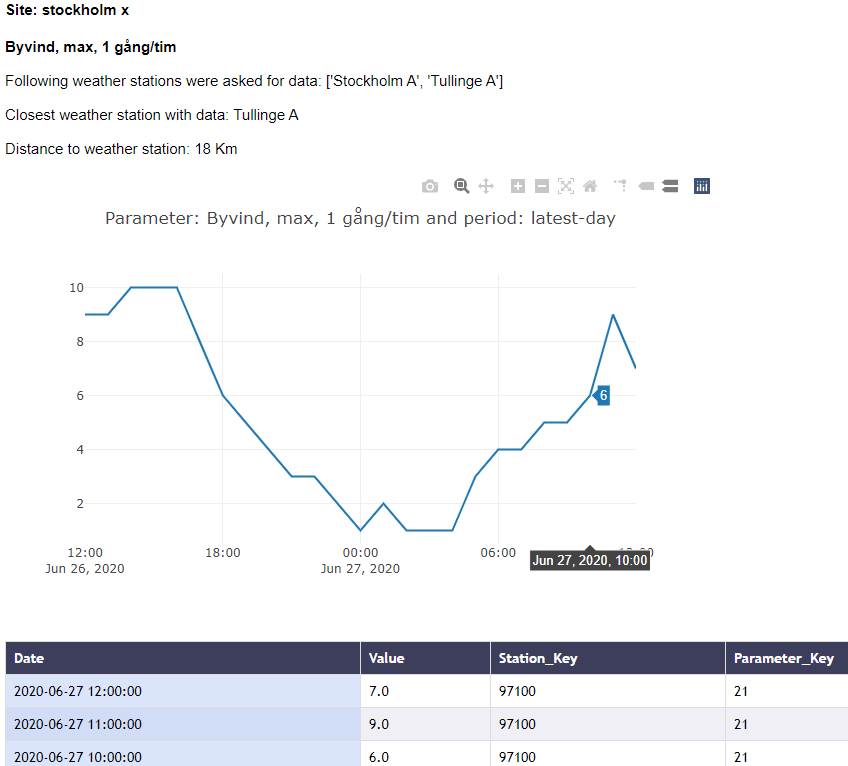 Site: stockholm x
Byvind, max, 1 gång/tim
Following weather stations were asked for data: ['Stockholm A', 'Tullinge A']
Closest weather station with data: Tullinge A
Distance to weather station: 18 Km
Parameter: Byvind, max, 1 gång/tim and period: latest-day
10
8
6
6
4
2
12:00 18:00 00:00 06:00
Jun 26, 2020 Jun 27, 2020
Jun 27, 2020, 10:00
Date Value Station_Key Parameter_Key
2020-06-27 12:00:00 7.0 97100 21
2020-06-27 11:00:00 9.0 97100 21
2020-06-27 10:00:00 6.0 97100 21